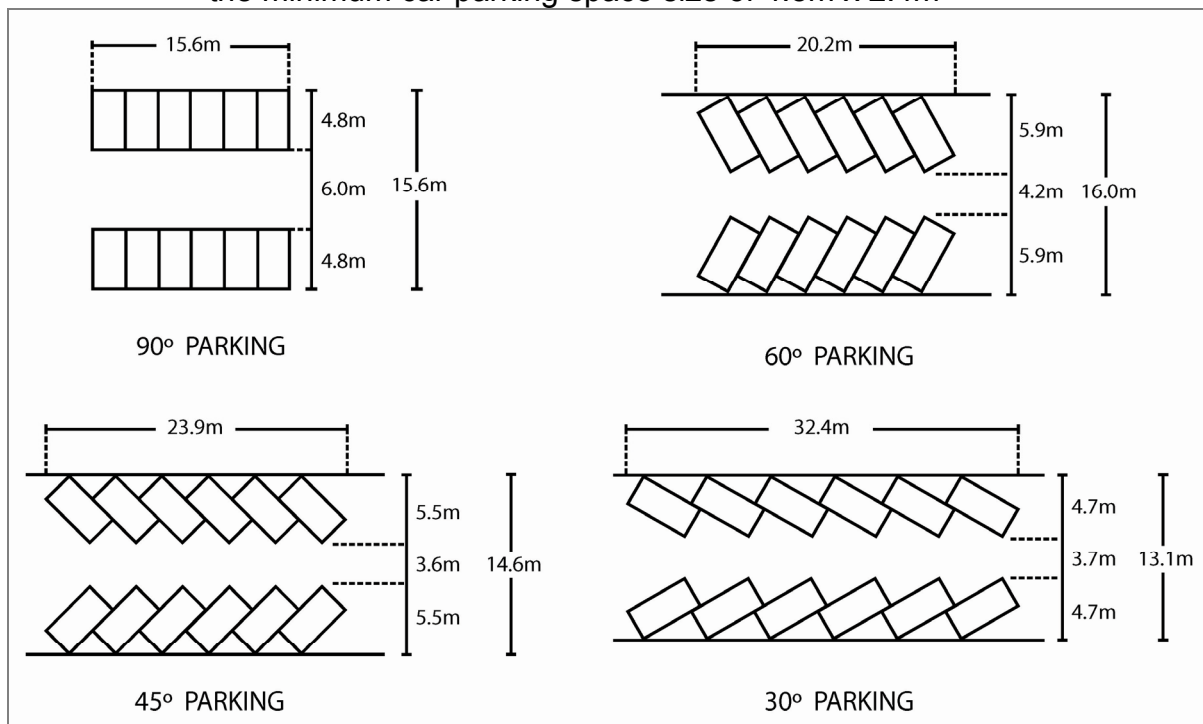 15.6m
4.8m
6.0m
15.6m
4.8m
90º PARKING
20.2m
5.9m
4.2m
16.0m
5.9m
60º PARKING
23.9m
5.5m
3.6m
14.6m
5.5m
45º PARKING
32.4m
4.7m
3.7m
13.1m
4.7m
30º PARKING